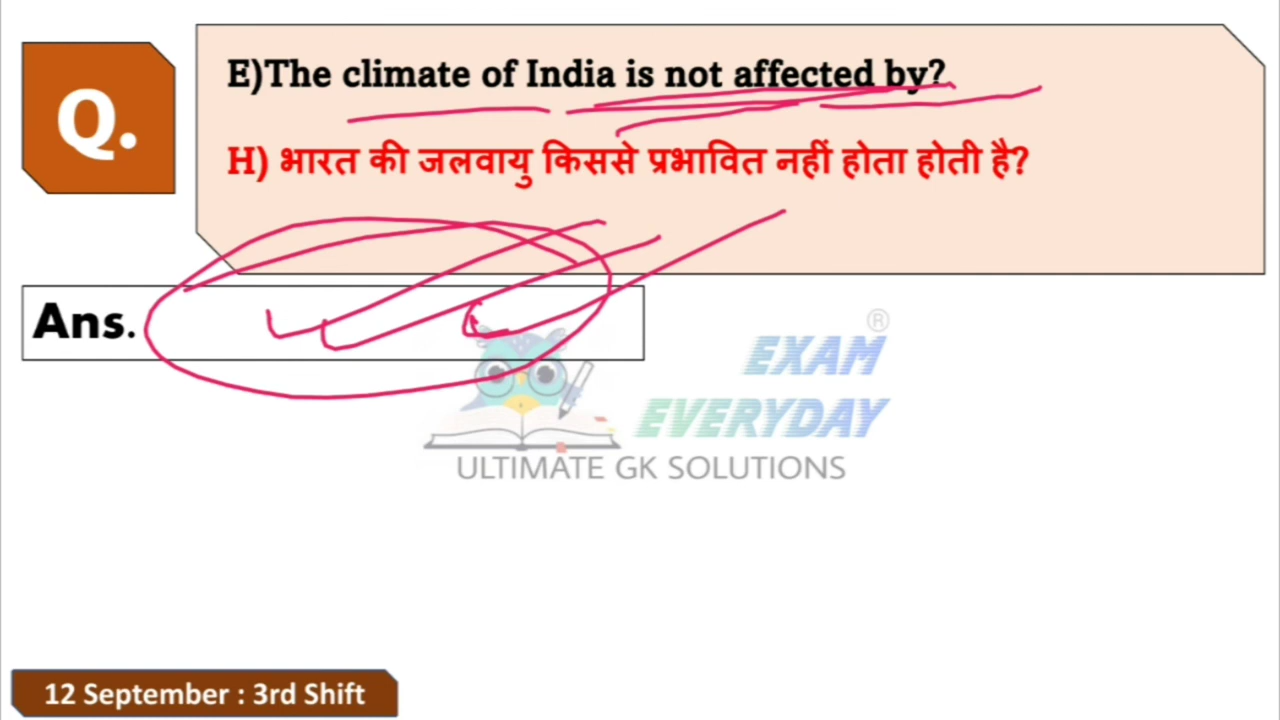 Q.
E)The climate of India is not affected by?
H) भारत की जलवायु किससे प्रभावित नहीं होता होती है?
Ans.
EXAM ®
EVERYDAY
ULTIMATE GK SOLUTIONS
12 September : 3rd Shift